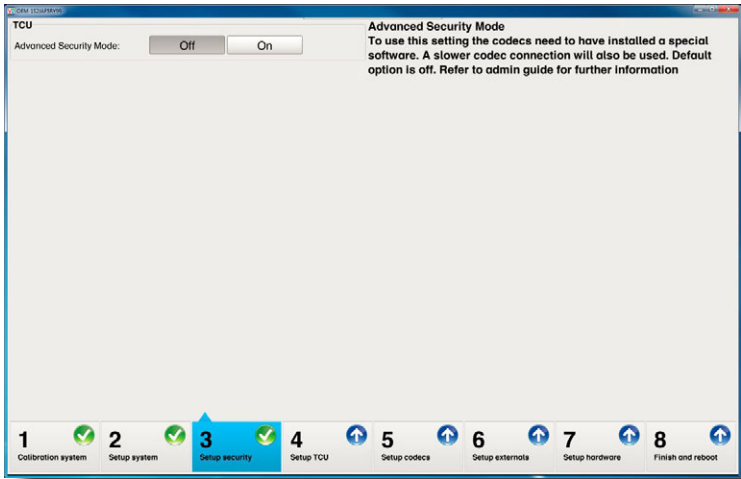 TCU
Advanced Security Mode:
Off
On
Advanced Security Mode
To use this setting the codecs need to have installed a special
software. A slower codec connection will also be used. Default
option is off. Refer to admin guide for further information
1
Calibration system
2
Setup system
3
Setup security
4
Setup TCU
5
Setup codecs
6
Setup externals
7
Setup hardware
8
Finish and reboot